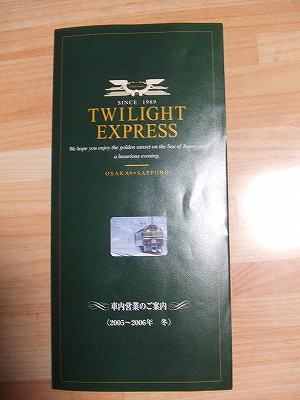 SINCE 1989
TWILIGHT
EXPRESS
We hope you enjoy the golden sunset on the Sea of Japan and
a luxurious evening.
OSAKA SAPPORO
車内営業のご案内
(2005～2006年 冬)